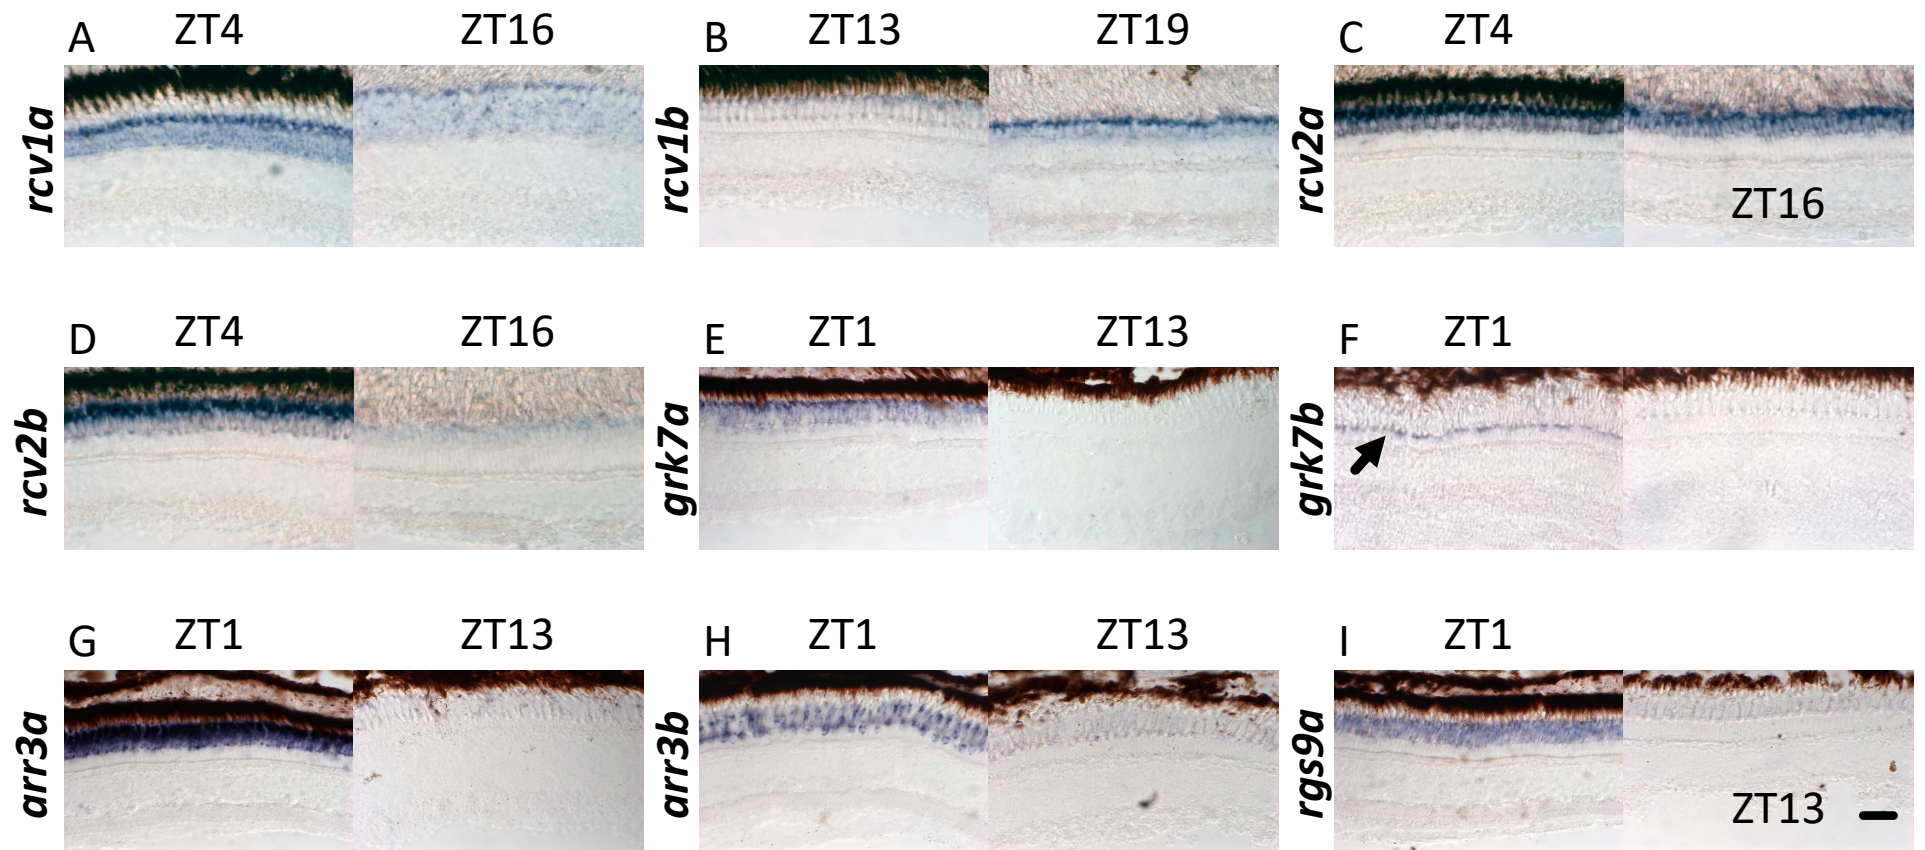 A ZT4 ZT16 B ZT13 ZT19 C ZT4
rcv1a rcv1b rcv2a
ZT16
D ZT4 ZT16 E ZT1 ZT13 F ZT1
rcv2b grk7a grk7b
G ZT1 ZT13 H ZT1 ZT13 I ZT1
arr3a arr3b rgs9a
ZT13